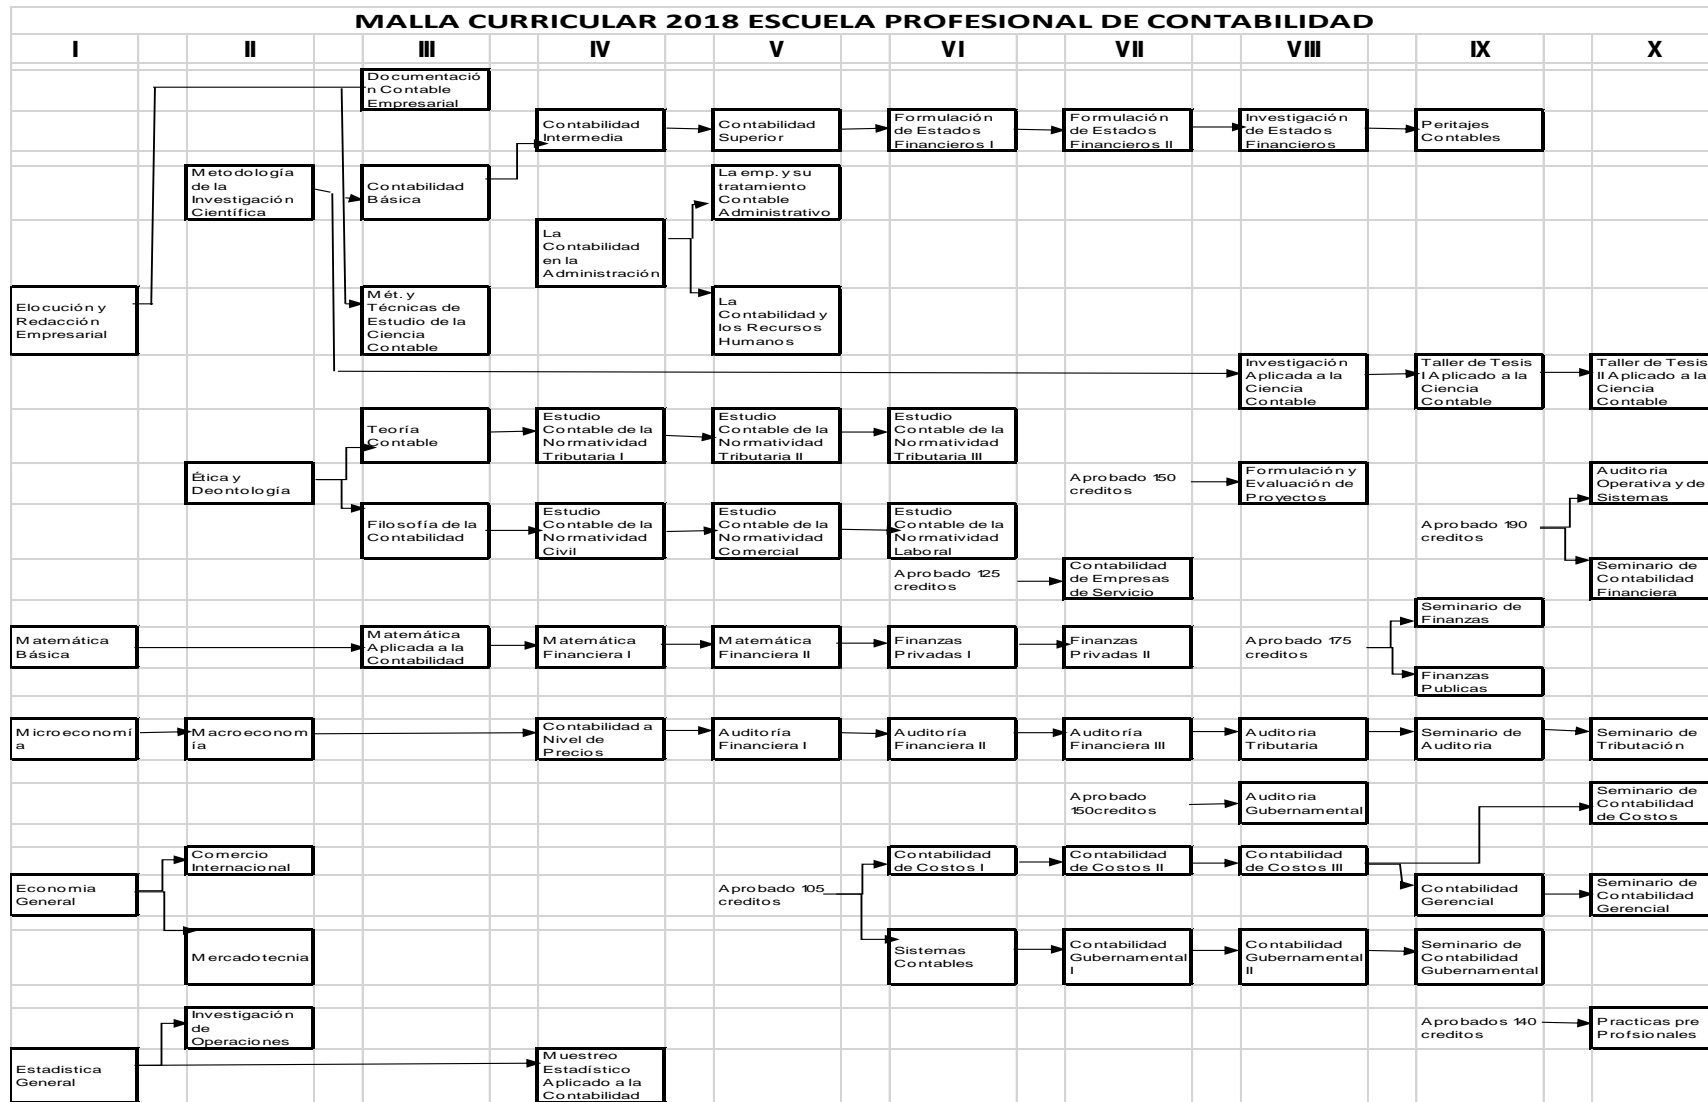 MALLA CURRICULAR 2018 ESCUELA PROFESIONAL DE CONTABILIDAD
I II III IV V VI VII VIII IX X
Documentació
n Contable
Empresarial
Contabilidad
Intermedia
Contabilidad
Superior
Formulación
de Estados
Financieros I
Formulación
de Estados
Financieros II
Investigación
de Estados
Financieros
Peritajes
Contables
Metodología
de la
Investigación
Científica
Contabilidad
Básica
La emp. y su
tratamiento
Contable
Administrativo
La
Contabilidad
en la
Administración
Elocución y
Redacción
Empresarial
Mét. y
Técnicas de
Estudio de la
Ciencia
Contable
La
Contabilidad y
los Recursos
Humanos
Investigación
Aplicada a la
Ciencia
Contable
Taller de Tesis
I Aplicado a la
Ciencia
Contable
Taller de Tesis
II Aplicado a la
Ciencia
Contable
Teoría
Contable
Estudio
Contable de la
Normatividad
Tributaria I
Estudio
Contable de la
Normatividad
Tributaria II
Estudio
Contable de la
Normatividad
Tributaria III
Ética y
Deontología
Aprobado 150
creditos
Formulación y
Evaluación de
Proyectos
Auditoria
Operativa y de
Sistemas
Filosofía de la
Contabilidad
Estudio
Contable de la
Normatividad
Civil
Estudio
Contable de la
Normatividad
Comercial
Estudio
Contable de la
Normatividad
Laboral
Aprobado 190
creditos
Aprobado 125
creditos
Contabilidad
de Empresas
de Servicio
Seminario de
Contabilidad
Financiera
Seminario de
Finanzas
Matemática
Básica
Matemática
Aplicada a la
Contabilidad
Matemática
Financiera I
Matemática
Financiera II
Finanzas
Privadas I
Finanzas
Privadas II
Aprobado 175
creditos
Finanzas
Publicas
Microeconomí
a
Macroeconom
ía
Contabilidad a
Nivel de
Precios
Auditoría
Financiera I
Auditoría
Financiera II
Auditoría
Financiera III
Auditoria
Tributaria
Seminario de
Auditoria
Seminario de
Tributación
Aprobado
150creditos
Auditoria
Gubernamental
Seminario de
Contabilidad
de Costos
Comercio
Internacional
Contabilidad
de Costos I
Contabilidad
de Costos II
Contabilidad
de Costos III
Economia
General
Aprobado 105
creditos
Contabilidad
Gerencial
Seminario de
Contabilidad
Gerencial
Mercadotecnia
Sistemas
Contables
Contabilidad
Gubernamental
I
Contabilidad
Gubernamental
II
Seminario de
Contabilidad
Gubernamental
Investigación
de
Operaciones
Aprobados 140
creditos
Practicas pre
Profsionales
Estadistica
General
Muestreo
Estadístico
Aplicado a la
Contabilidad